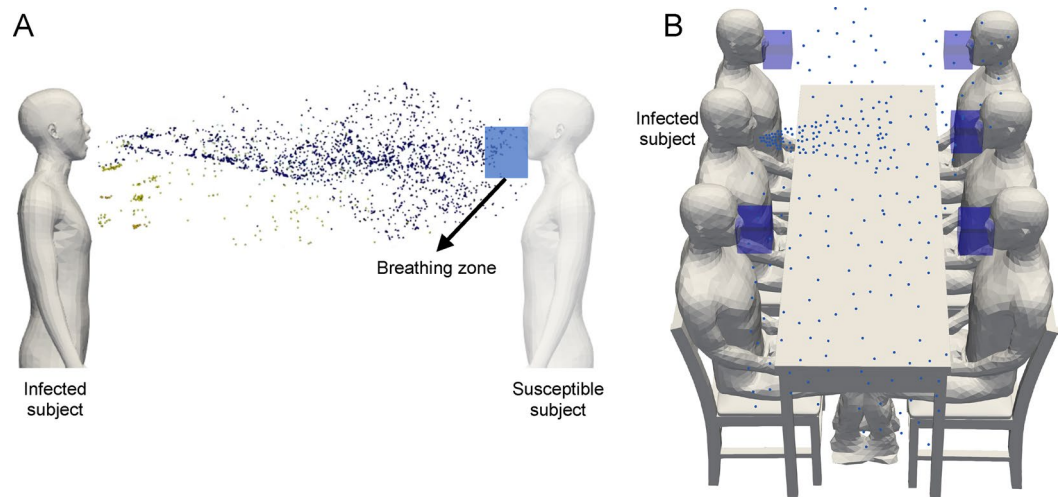 A
Infected
subject
Breathing zone
Susceptible
subject
B
Infected
subject